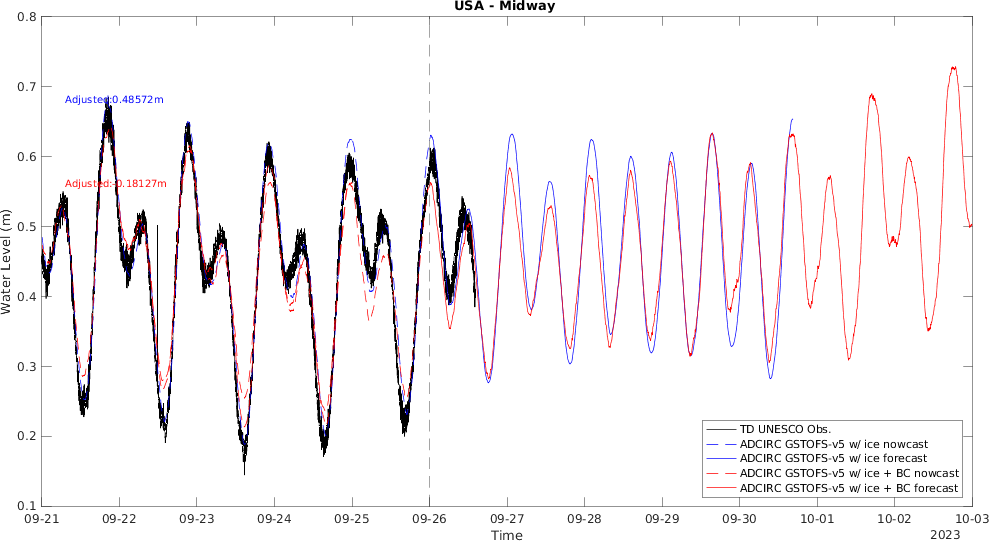 USA - Midway
0.8
0.7
0.6
0.5
0.4
0.3
0.2
0.1
Water Level (m)
Adjusted:0.48572m
Adjusted:-0.18127m
TD UNESCO Obs.
ADCIRC GSTOFS-v5 w/ ice nowcast
ADCIRC GSTOFS-v5 w/ ice forecast
ADCIRC GSTOFS-v5 w/ ice + BC nowcast
ADCIRC GSTOFS-v5 w/ ice + BC forecast
09-21 09-22 09-23 09-24 09-25 09-26 09-27 09-28 09-29 09-30 10-01 10-02 10-03
Time
2023